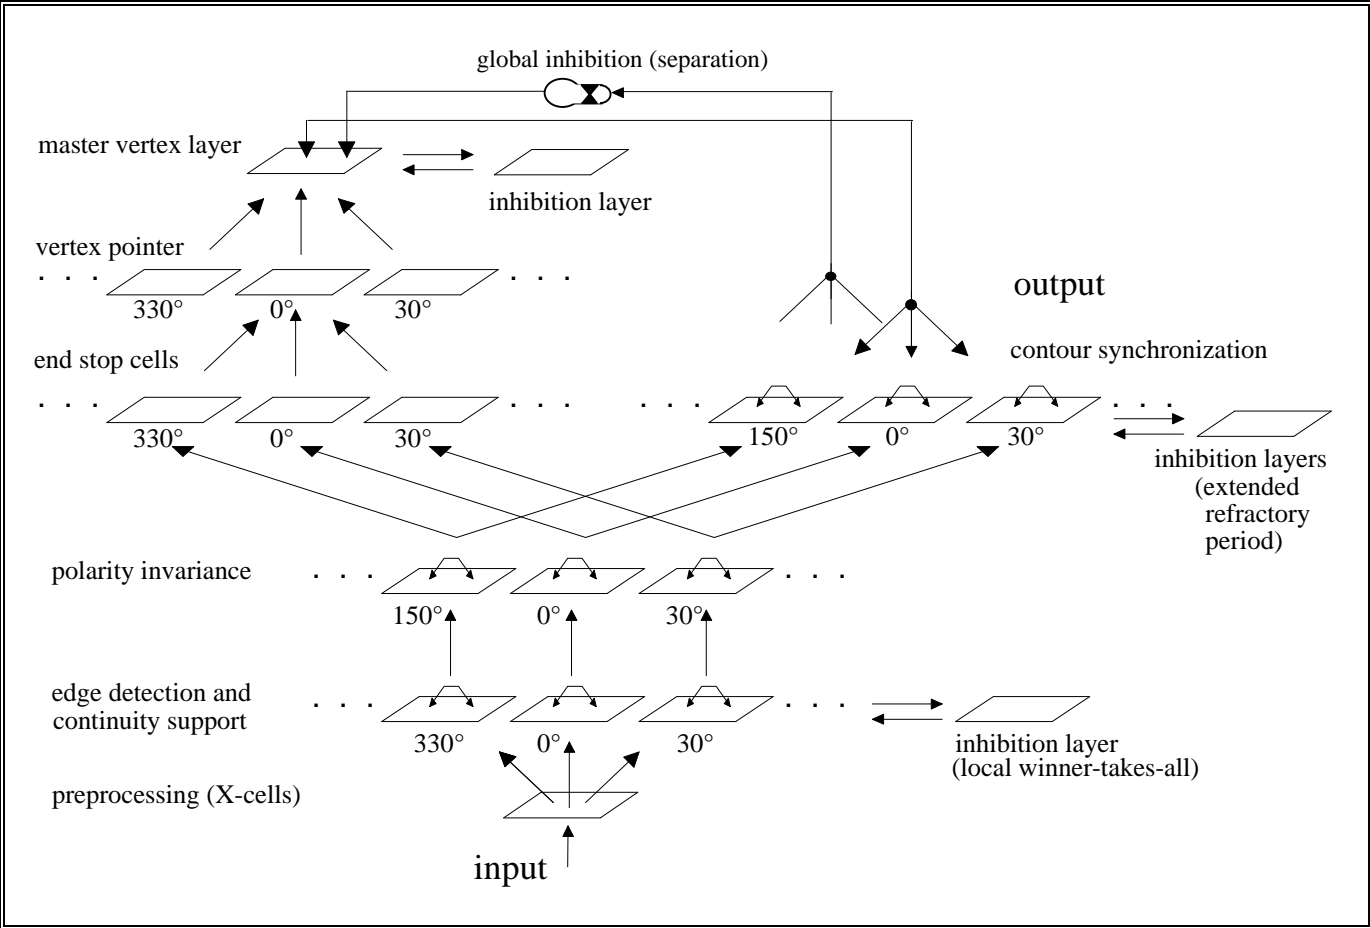 global inhibition (separation)
master vertex layer
inhibition layer
vertex pointer
. . . . . .
330° 0° 30°
output
end stop cells
contour synchronization
. . . . . . . . . . . .
330° 0° 30° 150° 0° 30°
inhibition layers
(extended
refractory
period)
polarity invariance
. . . . . .
150° 0° 30°
edge detection and
continuity support
. . . . . .
330° 0° 30°
inhibition layer
(local winner-takes-all)
preprocessing (X-cells)
input